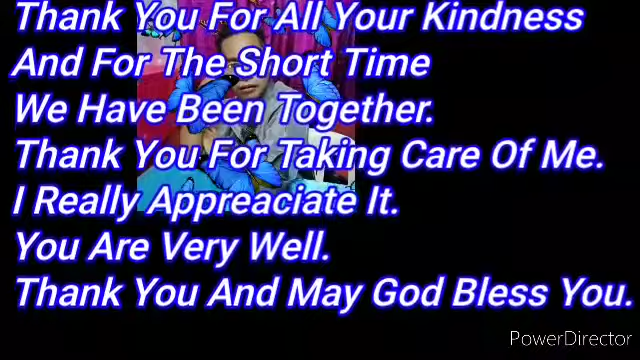 Thank You For All Your Kindness
And For The Short Time
We Have Been Together.
Thank You For Taking Care Of Me.
I Really Appreaciate It.
You Are Very Well.
Thank You And May God Bless You.
PowerDirector